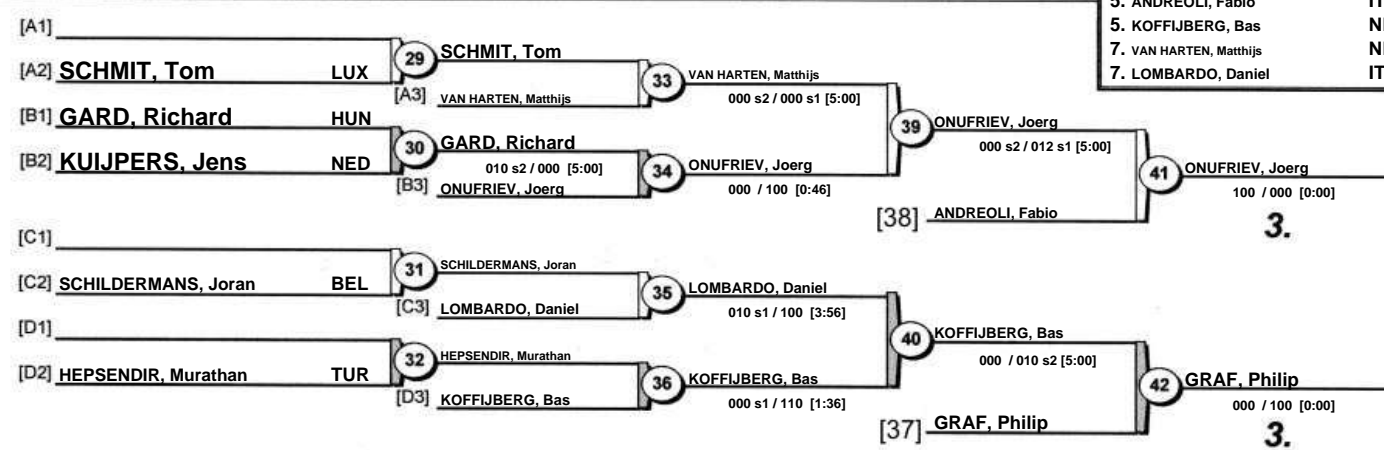 5. ANDREOLI, Fabio IT
5. KOFFIJBERG, Bas
7. VAN HARTEN, Matthijs
7. LOMBARDO, Daniel IT
[A1]
[A2] SCHMIT, Tom LUX
29
SCHMIT, Tom
[A3] VAN HARTEN, Matthijs
33
VAN HARTEN, Matthijs
000 s2 / 000 s1 [5:00]
[B1] GARD, Richard HUN
[B2] KUIJPERS, Jens NED
30
GARD, Richard
010 s2 / 000 [5:00]
[B3] ONUFRIEV, Joerg
34
ONUFRIEV, Joerg
000 / 100 [0:46]
39
ONUFRIEV, Joerg
000 s2 / 012 s1 [5:00]
[38] ANDREOLI, Fabio
41
ONUFRIEV, Joerg
100 / 000 [0:00]
3.
[C1]
[C2] SCHILDERMANS, Joran BEL
31
SCHILDERMANS, Joran
[C3] LOMBARDO, Daniel
35
LOMBARDO, Daniel
010 s1 / 100 [3:56]
[D1]
[D2] HEPSENDIR, Murathan TUR
32
HEPSENDIR, Murathan
[D3] KOFFIJBERG, Bas
36
KOFFIJBERG, Bas
000 s1 / 110 [1:36]
40
KOFFIJBERG, Bas
000 / 010 s2 [5:00]
[37] GRAF, Philip
42
GRAF, Philip
000 / 100 [0:00]
3.